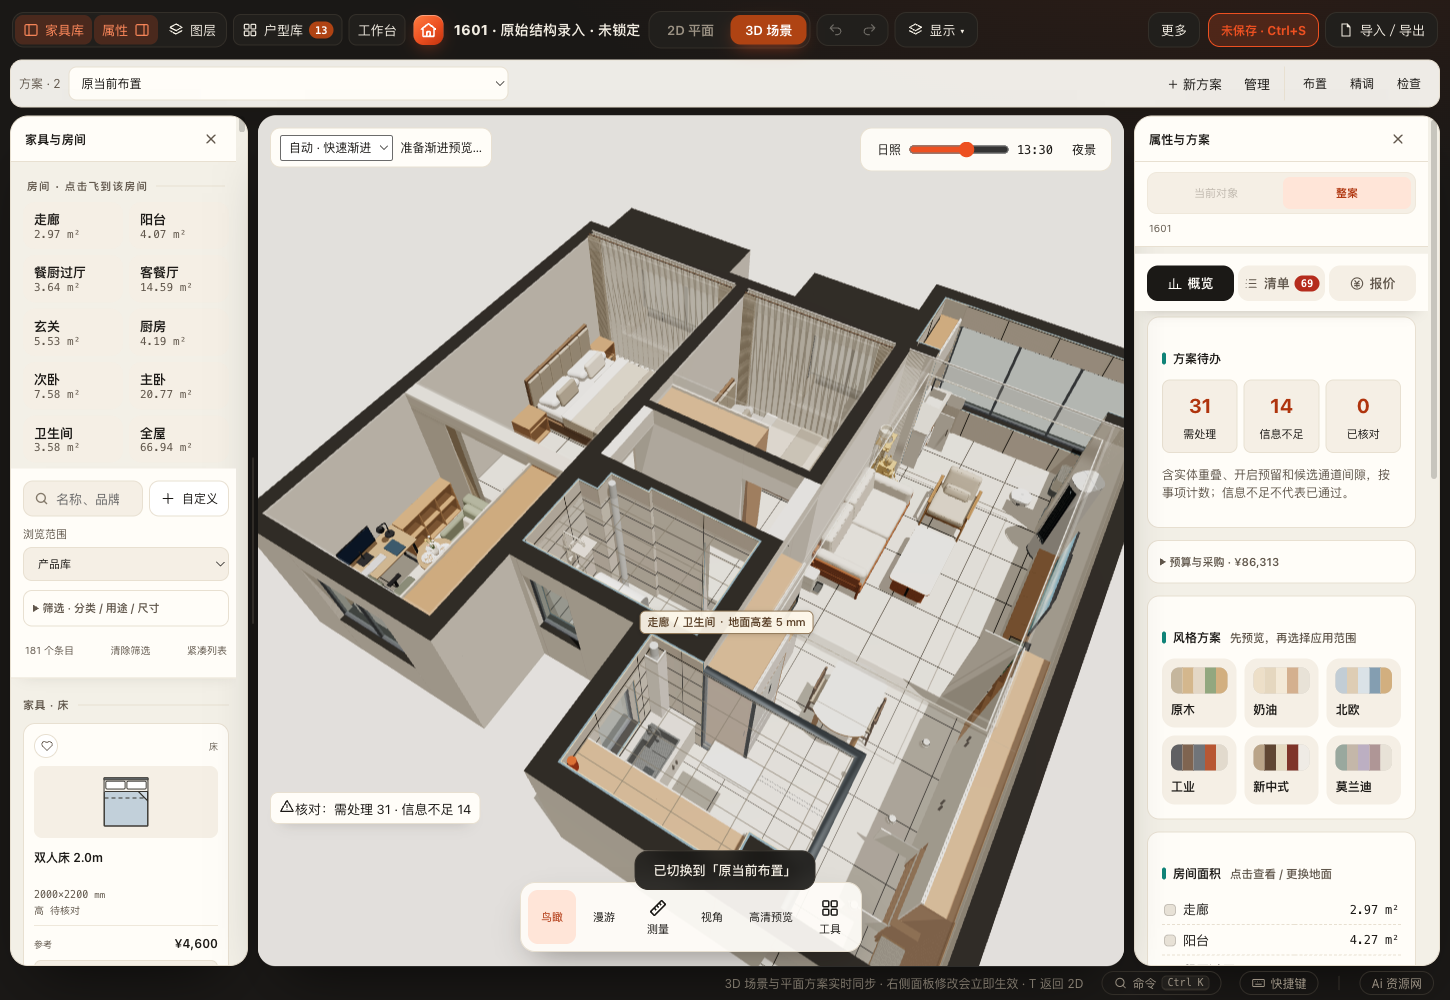 家具库
属性
图层
户型库 13
工作台
1601 · 原始结构录入 · 未锁定
2D 平面
3D 场景
显示 ▾
更多
未保存 · Ctrl+S
导入 / 导出
方案 · 2
原当前布置
+ 新方案
管理
布置
精调
检查
家具与房间
房间 · 点击飞到该房间
走廊
2.97 m²
阳台
4.07 m²
餐厨过厅
3.64 m²
客餐厅
14.59 m²
玄关
5.53 m²
厨房
4.19 m²
次卧
7.58 m²
主卧
20.77 m²
卫生间
3.58 m²
全屋
66.94 m²
名称、品牌
自定义
浏览范围
产品库
筛选 · 分类 / 用途 / 尺寸
181 个条目
清除筛选
紧凑列表
家具 · 床
床
双人床 2.0m
2000×2200 mm
高 待核对
参考
¥4,600
自动 · 快速渐进
准备渐进预览...
日照
13:30
夜景
走廊 / 卫生间 · 地面高差 5 mm
核对：需处理 31 · 信息不足 14
已切换到「原当前布置」
鸟瞰
漫游
测量
视角
高清预览
工具
属性与方案
当前对象
整案
1601
概览
清单 69
报价
方案待办
31
需处理
14
信息不足
0
已核对
含实体重叠、开启预留和候选通道间隙，按
事项计数；信息不足不代表已通过。
预算与采购 · ¥86,313
风格方案 先预览，再选择应用范围
原木
奶油
北欧
工业
新中式
莫兰迪
房间面积 点击查看 / 更换地面
走廊
2.97 m²
阳台
4.27 m²
3D 场景与平面方案实时同步 · 右侧面板修改会立即生效 · T 返回 2D
命令 Ctrl K
快捷键
Ai 资源网